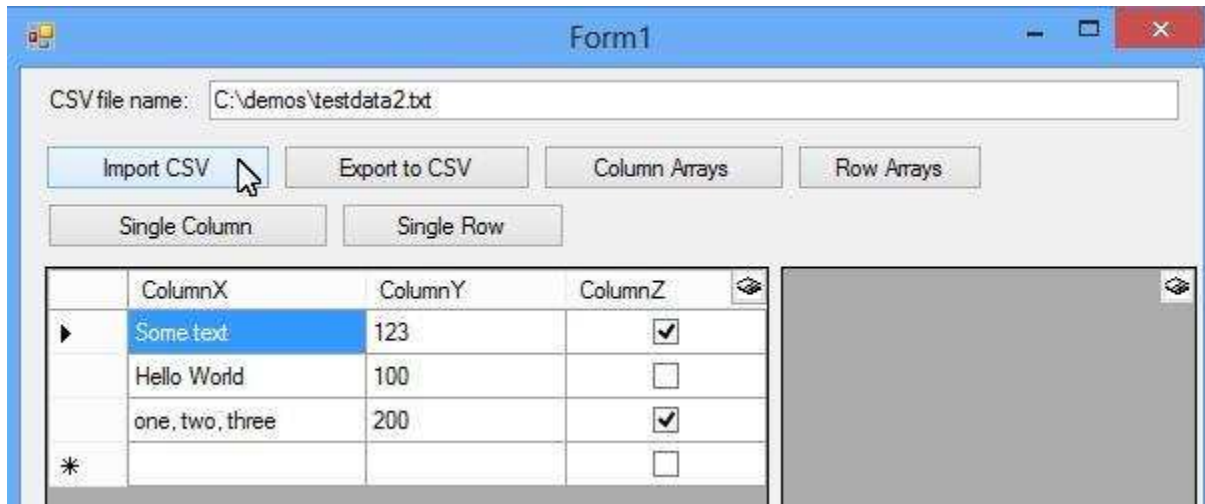 Form1
CSV file name: C:\demos\testdata2.txt
Import CSV Export to CSV Column Arrays Row Arrays
Single Column Single Row
ColumnX ColumnY ColumnZ
Some text 123
Hello World 100
one, two, three 200